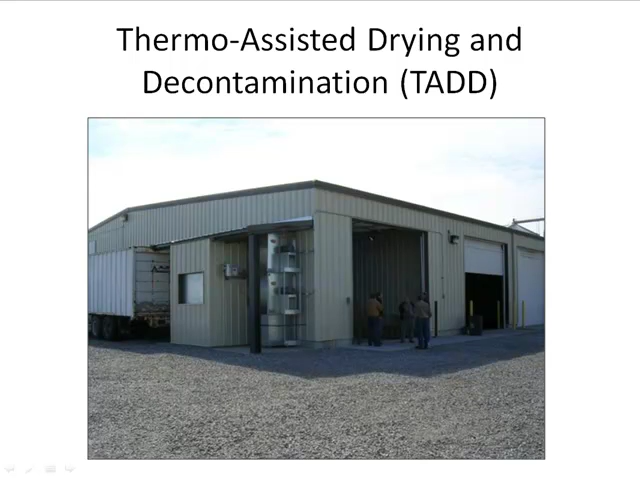 Thermo-Assisted Drying and
Decontamination (TADD)